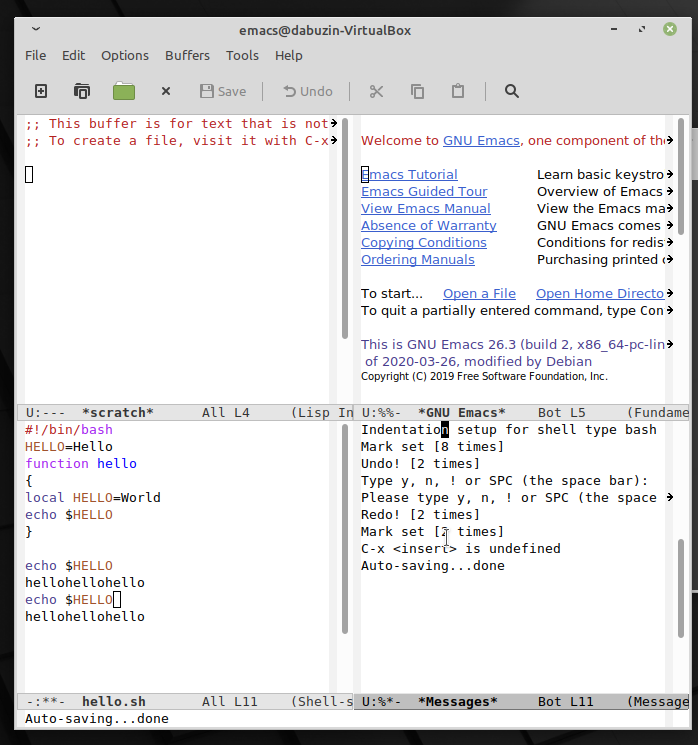 emacs@dabuzin-VirtualBox
File Edit Options Buffers Tools Help
Save Undo
;; This buffer is for text that is not
;; To create a file, visit it with C-x
U:--- *scratch* All L4 (Lisp In
Welcome to GNU Emacs, one component of the
Emacs Tutorial Learn basic keystro
Emacs Guided Tour Overview of Emacs
View Emacs Manual View the Emacs ma
Absence of Warranty GNU Emacs comes
Copying Conditions Conditions for redis
Ordering Manuals Purchasing printed
To start... Open a File Open Home Directo
To quit a partially entered command, type Con
This is GNU Emacs 26.3 (build 2, x86_64-pc-lin
of 2020-03-26, modified by Debian
Copyright (C) 2019 Free Software Foundation, Inc.
U:%%- *GNU Emacs* Bot L5 (Fundame
#!/bin/bash
HELLO=Hello
function hello
{
local HELLO=World
echo $HELLO
}
echo $HELLO
hellohellohello
echo $HELLO
hellohellohello
-:**- hello.sh All L11 (Shell-s
Indentation setup for shell type bash
Mark set [8 times]
Undo! [2 times]
Type y, n, ! or SPC (the space bar):
Please type y, n, ! or SPC (the space
Redo! [2 times]
Mark set [2 times]
C-x <insert> is undefined
Auto-saving...done
U:%*- *Messages* Bot L11 (Message
Auto-saving...done